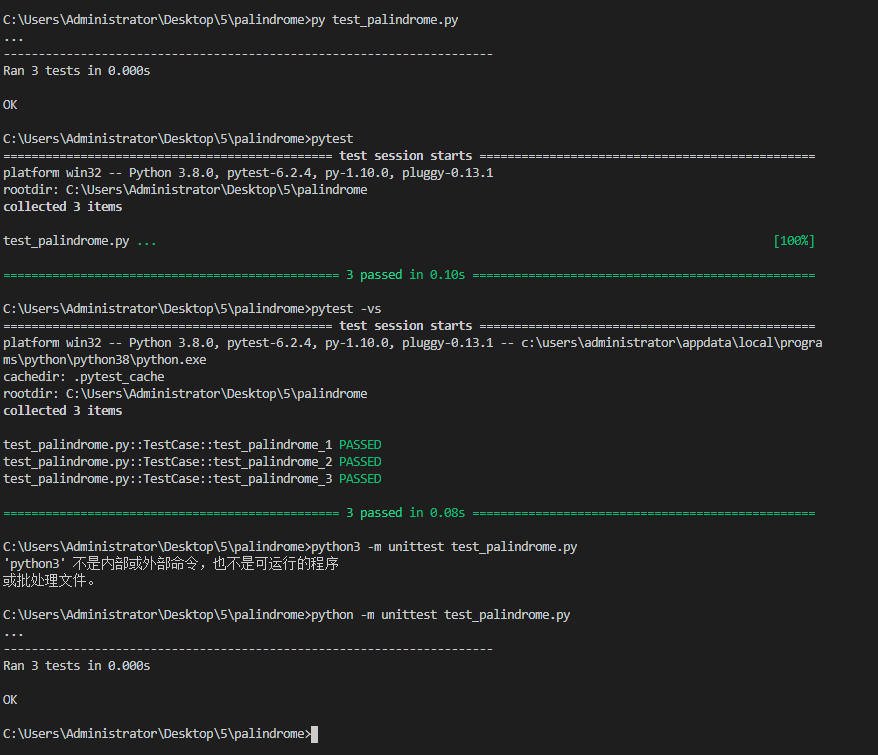 C:\Users\Administrator\Desktop\5\palindrome>py test_palindrome.py
...
----------------------------------------------------------------------
Ran 3 tests in 0.000s
OK
C:\Users\Administrator\Desktop\5\palindrome>pytest
=============================================== test session starts ================================================
platform win32 -- Python 3.8.0, pytest-6.2.4, py-1.10.0, pluggy-0.13.1
rootdir: C:\Users\Administrator\Desktop\5\palindrome
collected 3 items
test_palindrome.py ... [100%]
================================================ 3 passed in 0.10s =================================================
C:\Users\Administrator\Desktop\5\palindrome>pytest -vs
=============================================== test session starts ================================================
platform win32 -- Python 3.8.0, pytest-6.2.4, py-1.10.0, pluggy-0.13.1 -- c:\users\administrator\appdata\local\progra
ms\python\python38\python.exe
cachedir: .pytest_cache
rootdir: C:\Users\Administrator\Desktop\5\palindrome
collected 3 items
test_palindrome.py::TestCase::test_palindrome_1 PASSED
test_palindrome.py::TestCase::test_palindrome_2 PASSED
test_palindrome.py::TestCase::test_palindrome_3 PASSED
================================================ 3 passed in 0.08s =================================================
C:\Users\Administrator\Desktop\5\palindrome>python3 -m unittest test_palindrome.py
'python3' 不是内部或外部命令，也不是可运行的程序
或批处理文件。
C:\Users\Administrator\Desktop\5\palindrome>python -m unittest test_palindrome.py
...
----------------------------------------------------------------------
Ran 3 tests in 0.000s
OK
C:\Users\Administrator\Desktop\5\palindrome>